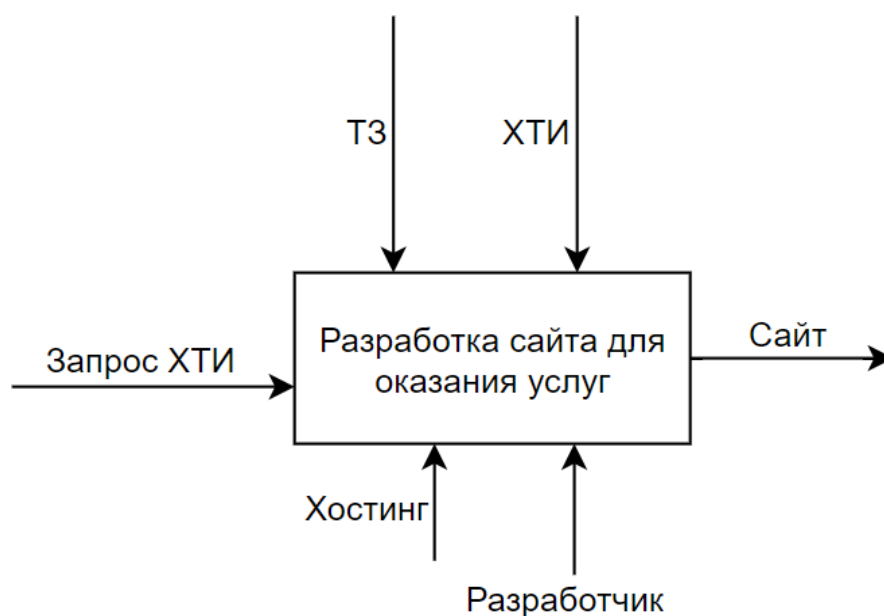 ТЗ
ХТИ
Запрос ХТИ
Разработка сайта для
оказания услуг
Сайт
Хостинг
Разработчик